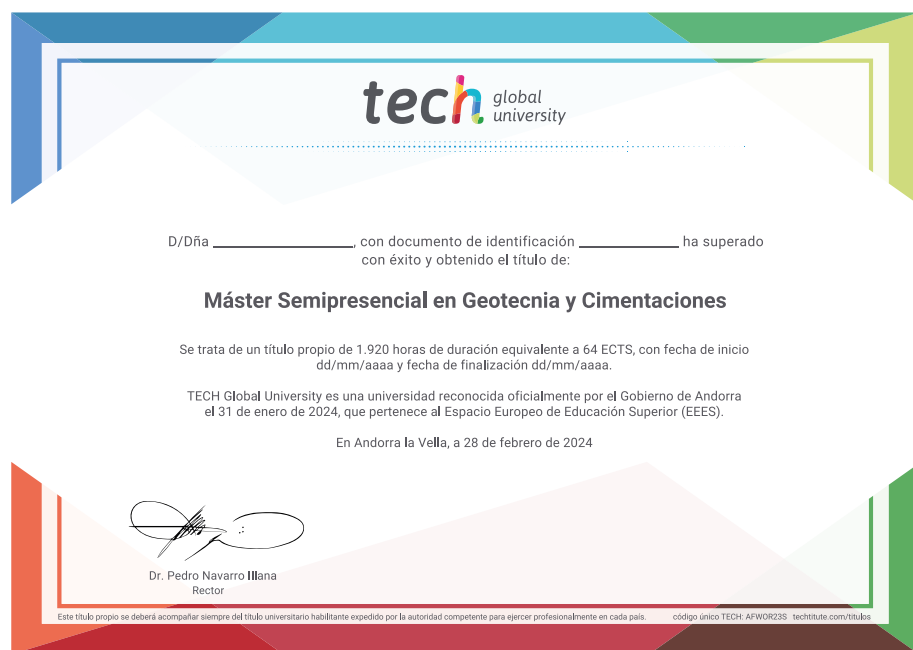 tech global university
D/Dña ____________________, con documento de identificación ______________ ha superado
con éxito y obtenido el título de:
Máster Semipresencial en Geotecnia y Cimentaciones
Se trata de un título propio de 1.920 horas de duración equivalente a 64 ECTS, con fecha de inicio
dd/mm/aaaa y fecha de finalización dd/mm/aaaa.
TECH Global University es una universidad reconocida oficialmente por el Gobierno de Andorra
el 31 de enero de 2024, que pertenece al Espacio Europeo de Educación Superior (EEES).
En Andorra la Vella, a 28 de febrero de 2024
Dr. Pedro Navarro Illana
Rector
Este título propio se deberá acompañar siempre del título universitario habilitante expedido por la autoridad competente para ejercer profesionalmente en cada país. código único TECH: AFWOR23S techtitute.com/titulos